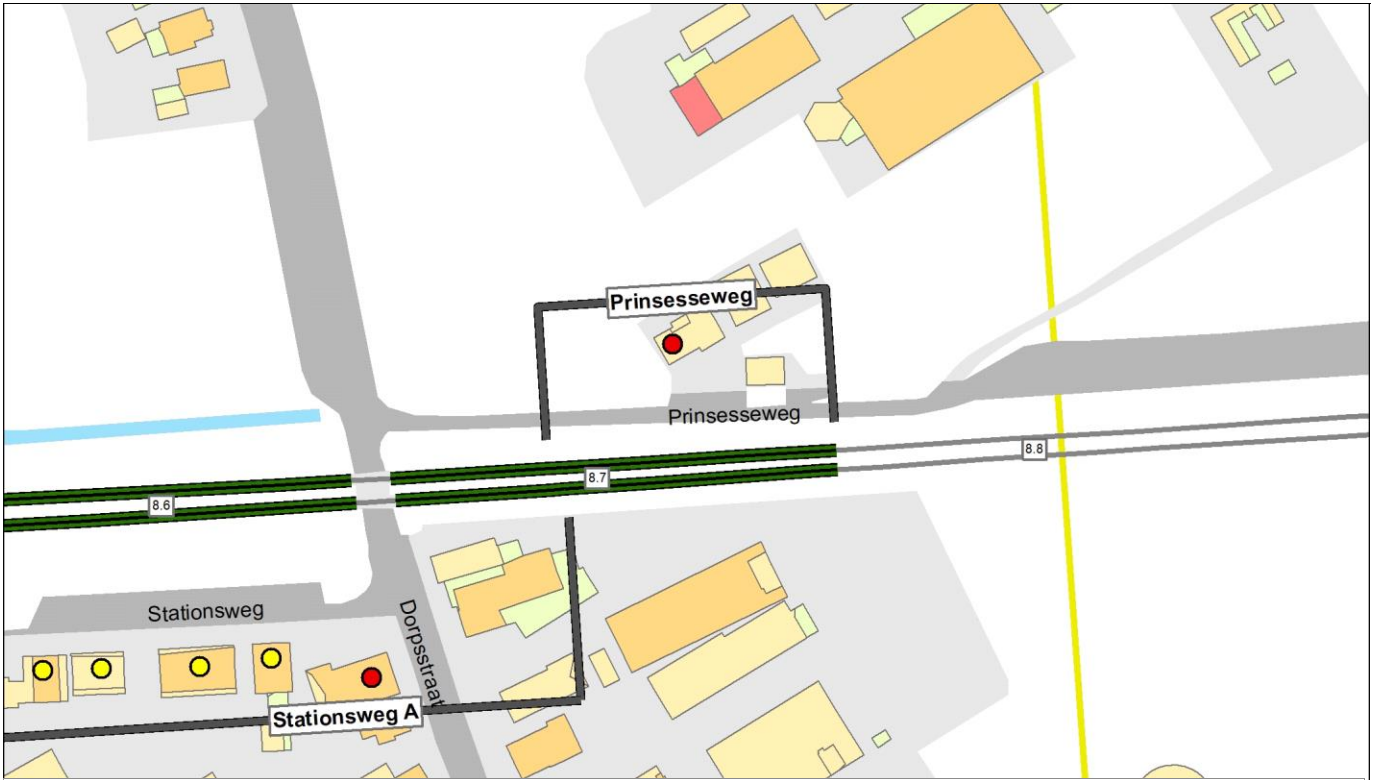 Prinsesseweg
Prinsesseweg
8.8
8.7
8.6
Stationsweg
Dorpsstraat
Stationsweg A